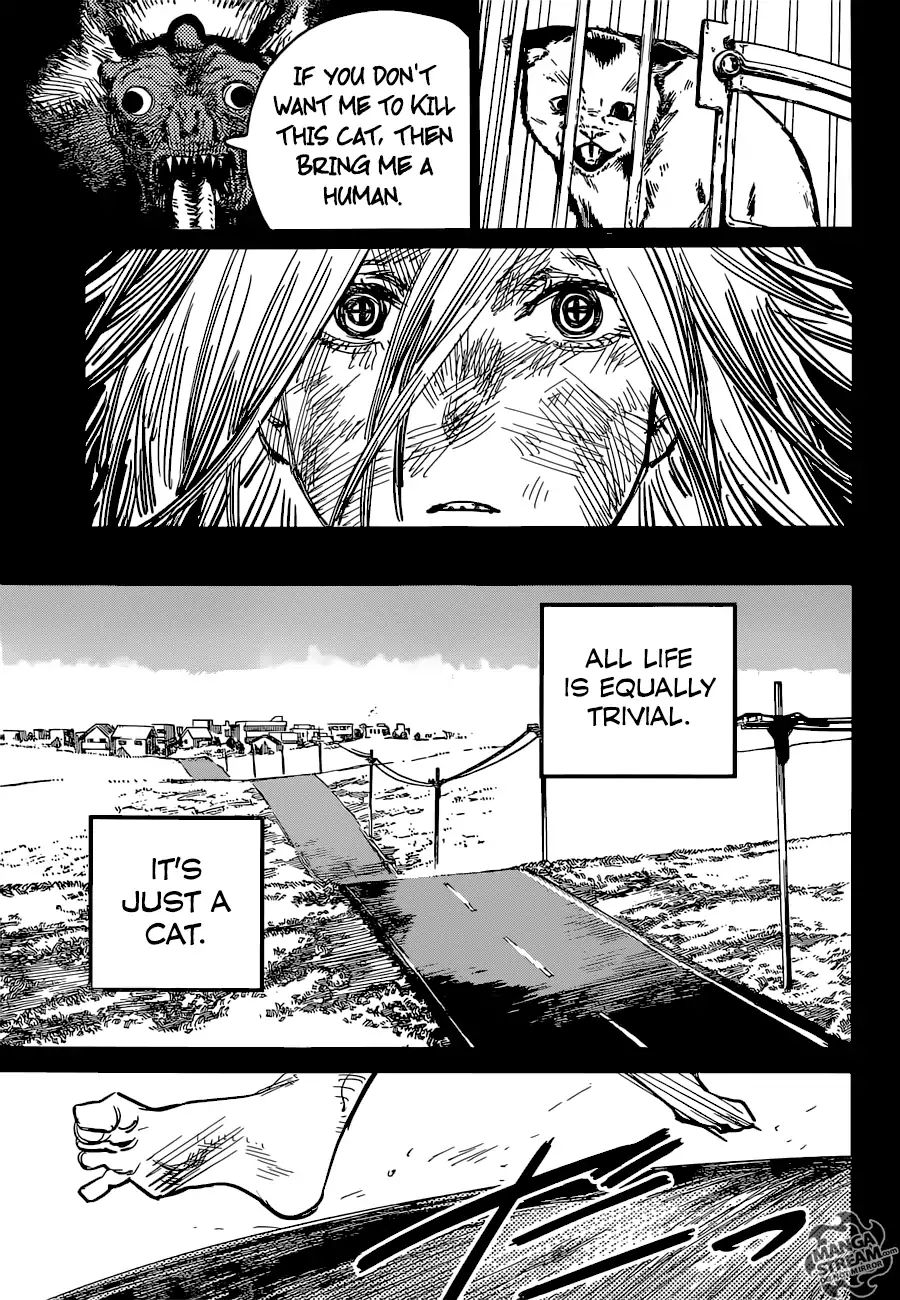 IF YOU DON'T
WANT ME TO KILL
THIS CAT, THEN
BRING ME A
HUMAN.
ALL LIFE
IS EQUALLY
TRIVIAL.
IT'S
JUST A
CAT.
MANGA
STREAM
.com